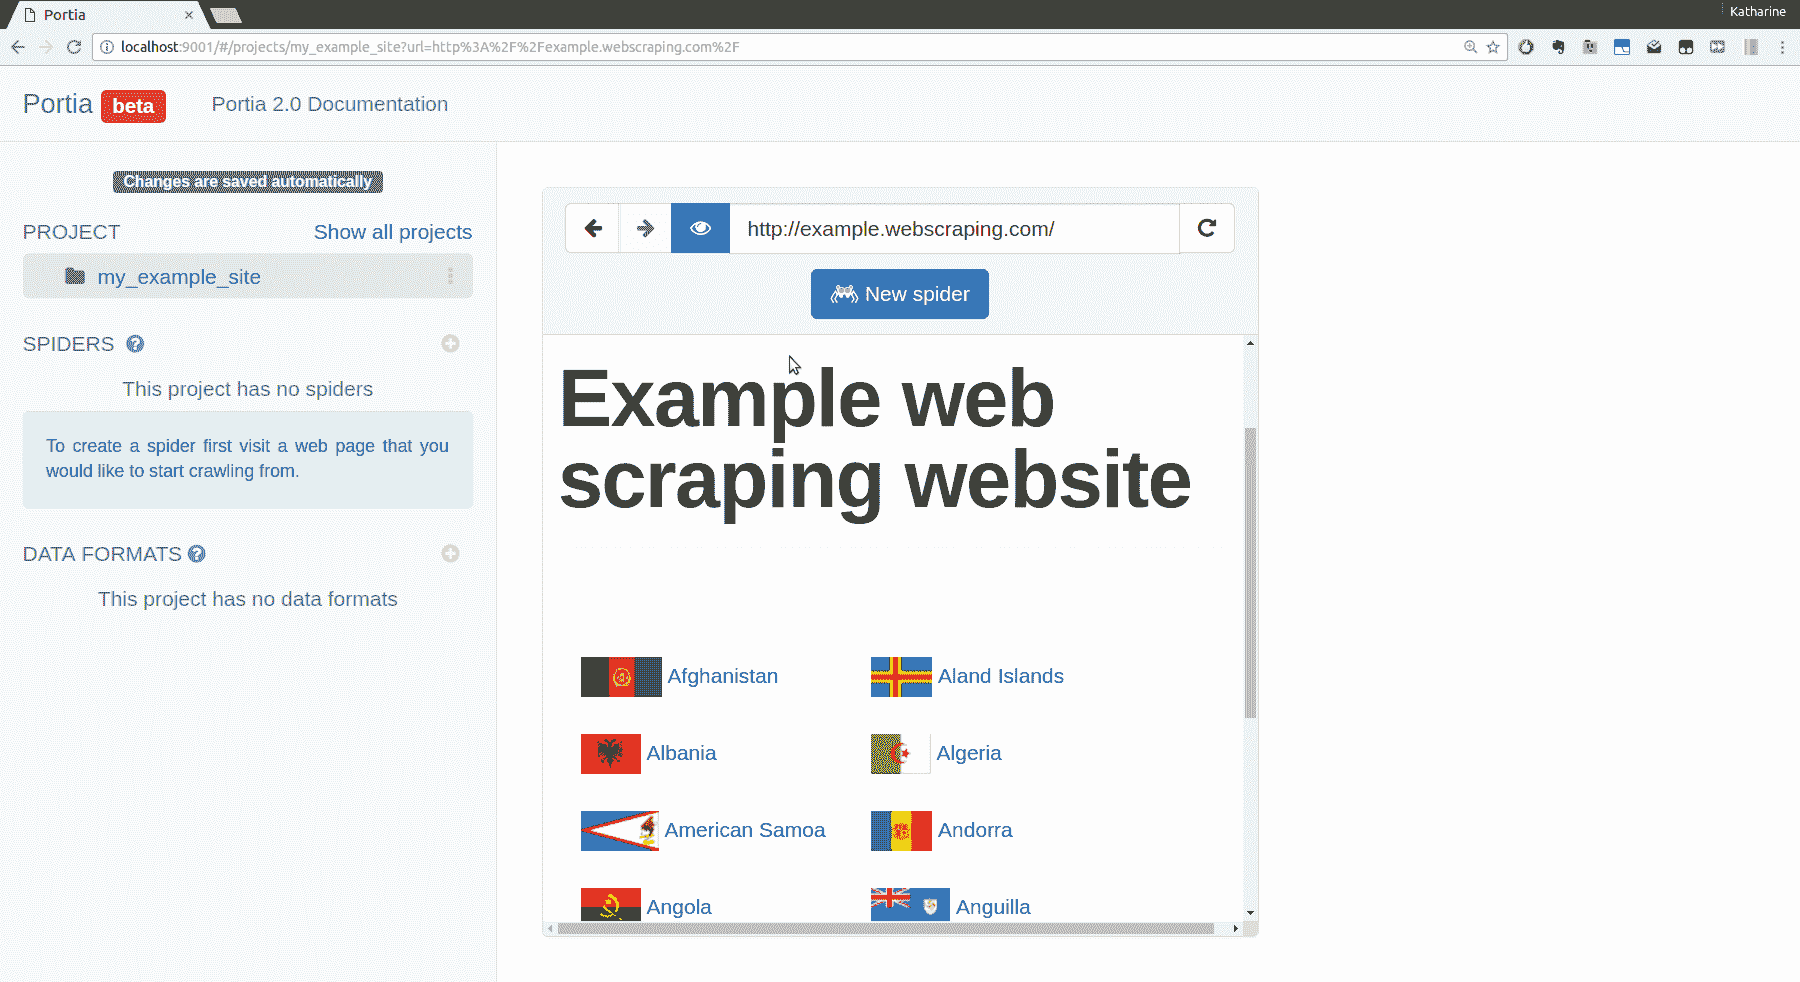 Portia
Katharine
localhost:9001/#/projects/my_example_site?url=http%3A%2F%2Fexample.webscraping.com%2F
Portia beta Portia 2.0 Documentation
Changes are saved automatically
PROJECT Show all projects
my_example_site
SPIDERS
This project has no spiders
To create a spider first visit a web page that you
would like to start crawling from.
DATA FORMATS
This project has no data formats
http://example.webscraping.com/
New spider
Example web
scraping website
Afghanistan Aland Islands
Albania Algeria
American Samoa Andorra
Angola Anguilla